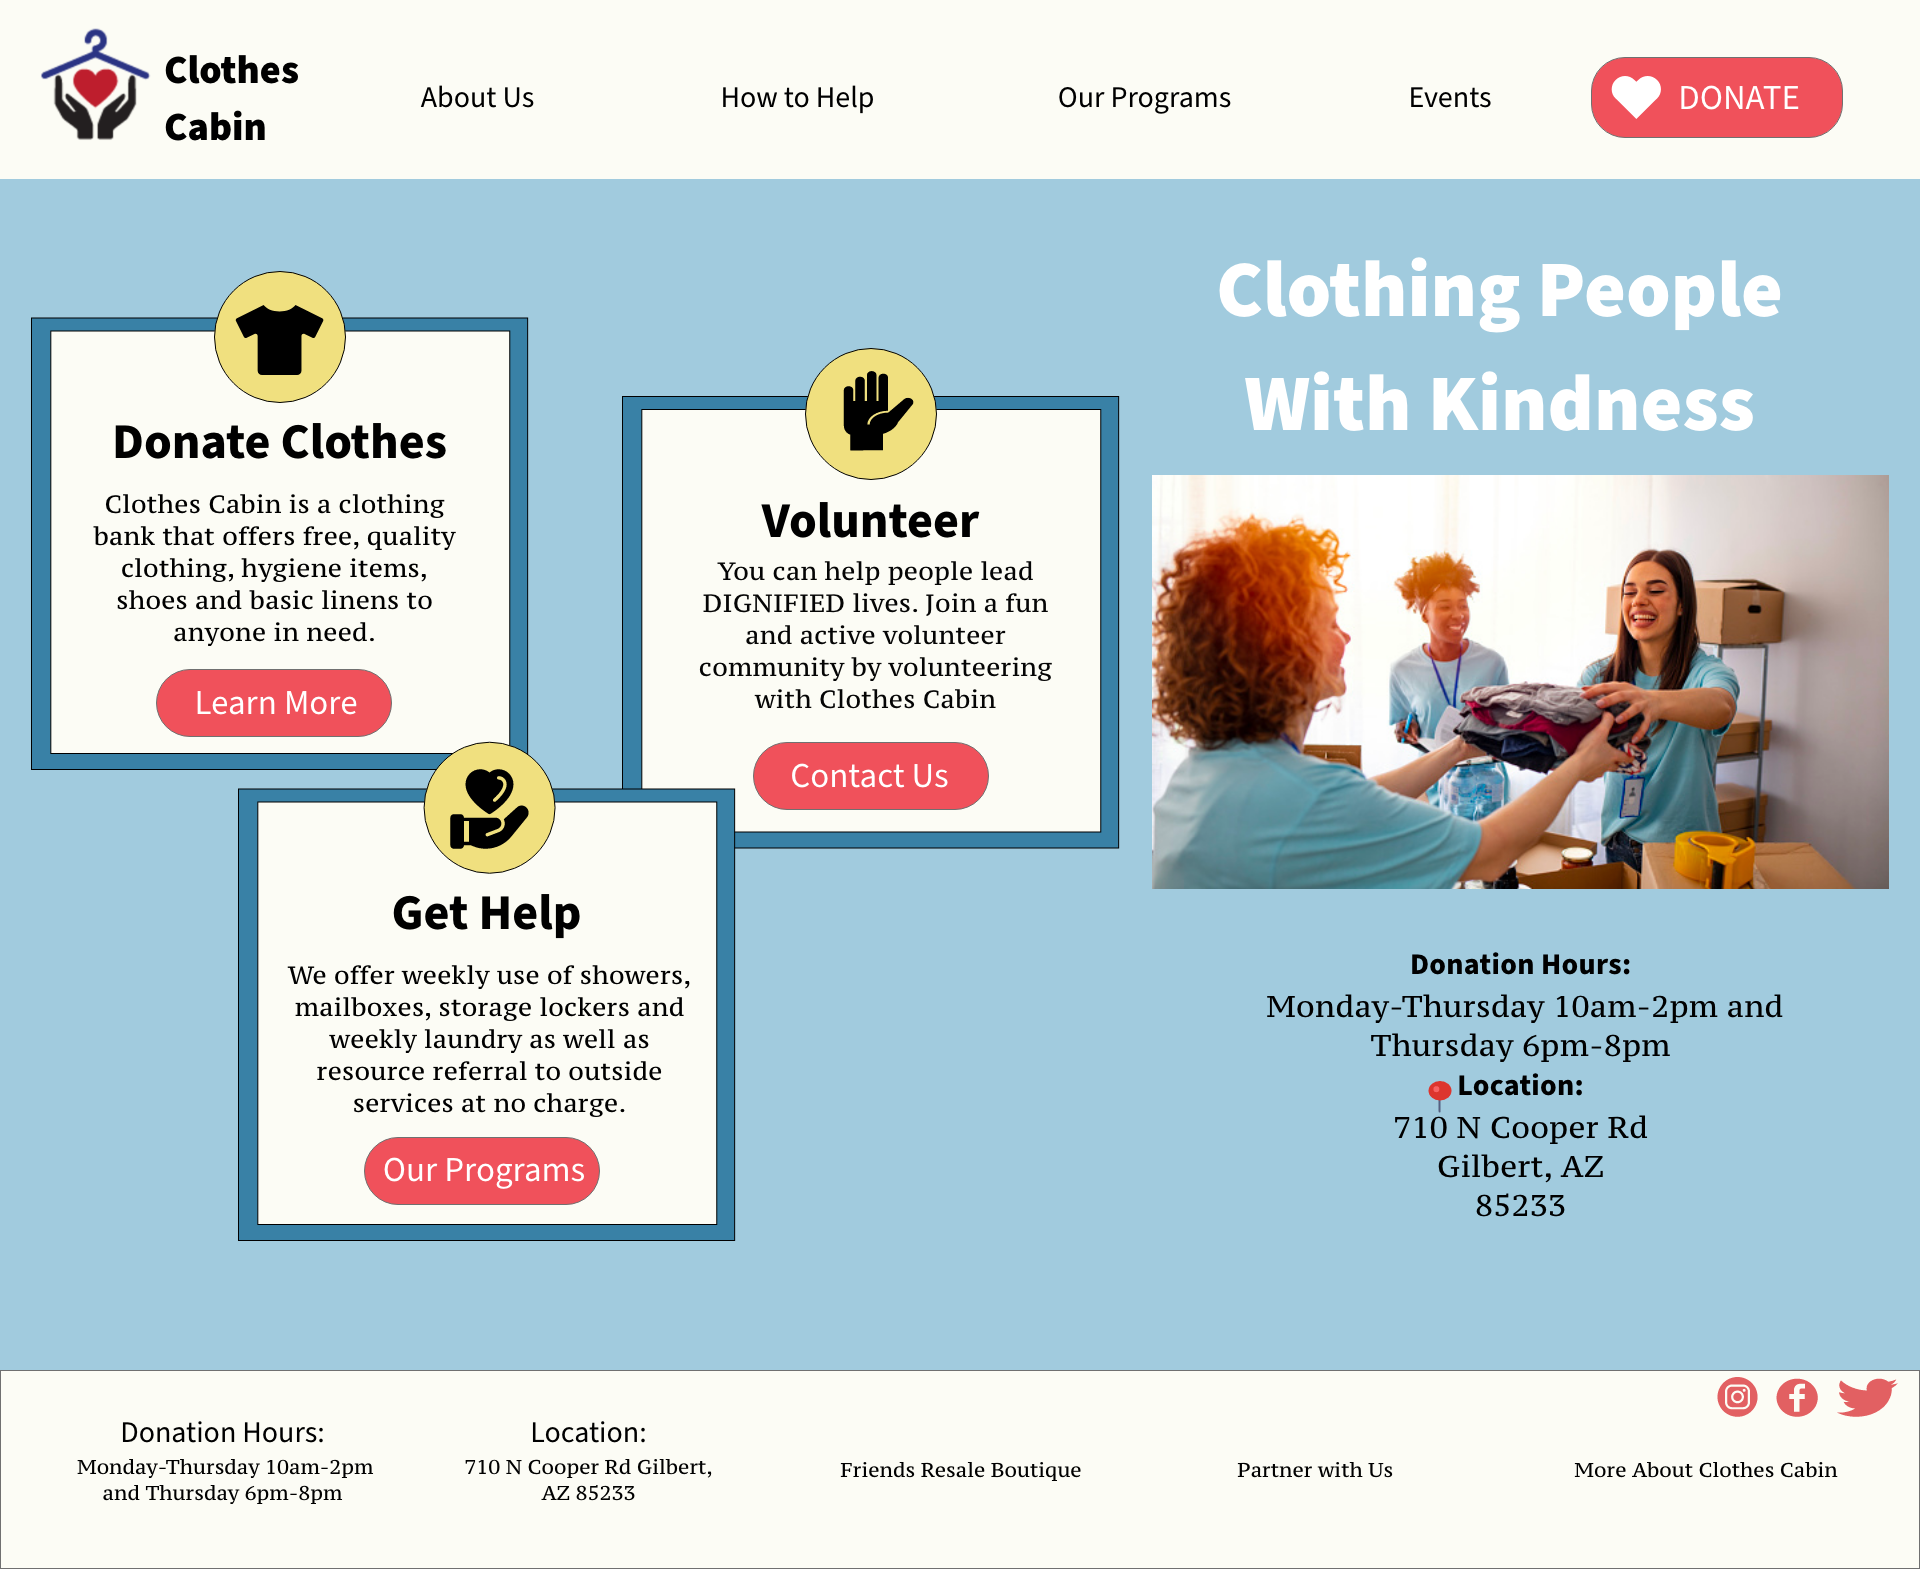 Clothes
Cabin
About Us
How to Help
Our Programs
Events
DONATE
Clothing People
With Kindness
Donate Clothes
Clothes Cabin is a clothing
bank that offers free, quality
clothing, hygiene items,
shoes and basic linens to
anyone in need.
Learn More
Volunteer
You can help people lead
DIGNIFIED lives. Join a fun
and active volunteer
community by volunteering
with Clothes Cabin
Contact Us
Get Help
We offer weekly use of showers,
mailboxes, storage lockers and
weekly laundry as well as
resource referral to outside
services at no charge.
Our Programs
Donation Hours:
Monday-Thursday 10am-2pm and
Thursday 6pm-8pm
Location:
710 N Cooper Rd
Gilbert, AZ
85233
Donation Hours:
Monday-Thursday 10am-2pm
and Thursday 6pm-8pm
Location:
710 N Cooper Rd Gilbert,
AZ 85233
Friends Resale Boutique
Partner with Us
More About Clothes Cabin